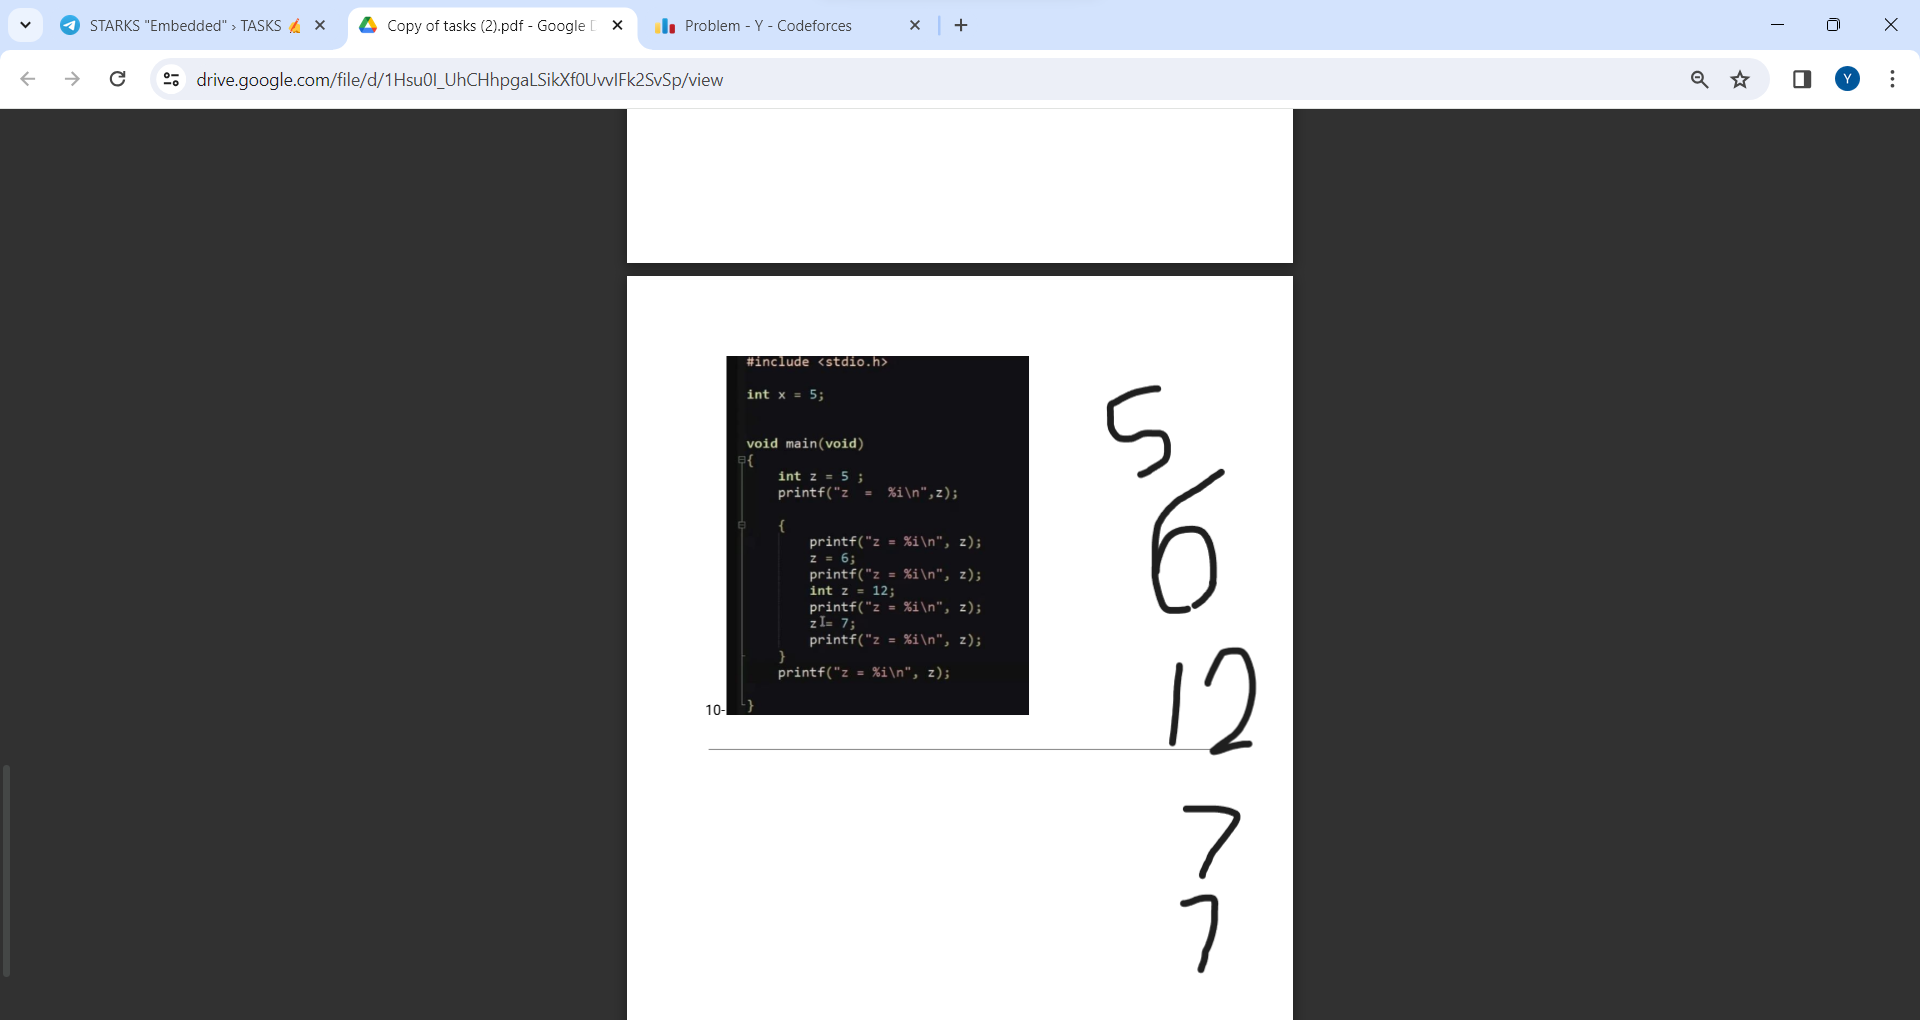 STARKS "Embedded" › TASKS
Copy of tasks (2).pdf - Google
Problem - Y - Codeforces
drive.google.com/file/d/1Hsu0I_UhCHhpgaLSikXf0UvvIFk2SvSp/view
Y
#include <stdio.h>
int x = 5;
void main(void)
{
int z = 5 ;
printf("z = %i\n",z);
{
printf("z = %i\n", z);
z = 6;
printf("z = %i\n", z);
int z = 12;
printf("z = %i\n", z);
z = 7;
printf("z = %i\n", z);
}
printf("z = %i\n", z);
}
10-
5
6
12
7
7